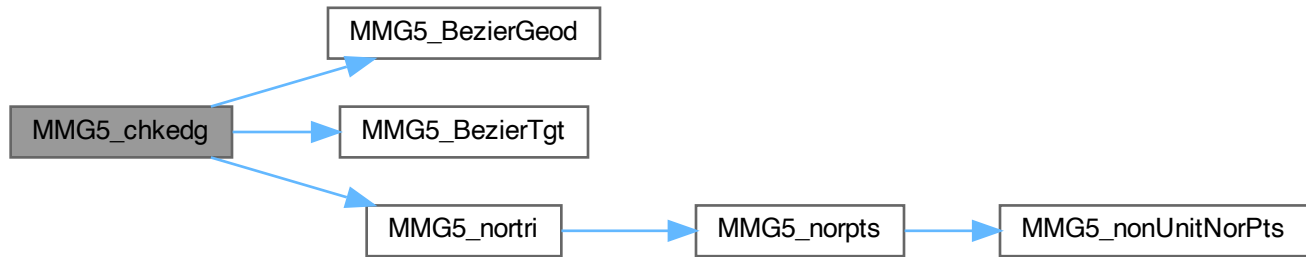 MMG5_BezierGeod
MMG5_chkedg
MMG5_BezierTgt
MMG5_nortri
MMG5_norpts
MMG5_nonUnitNorPts